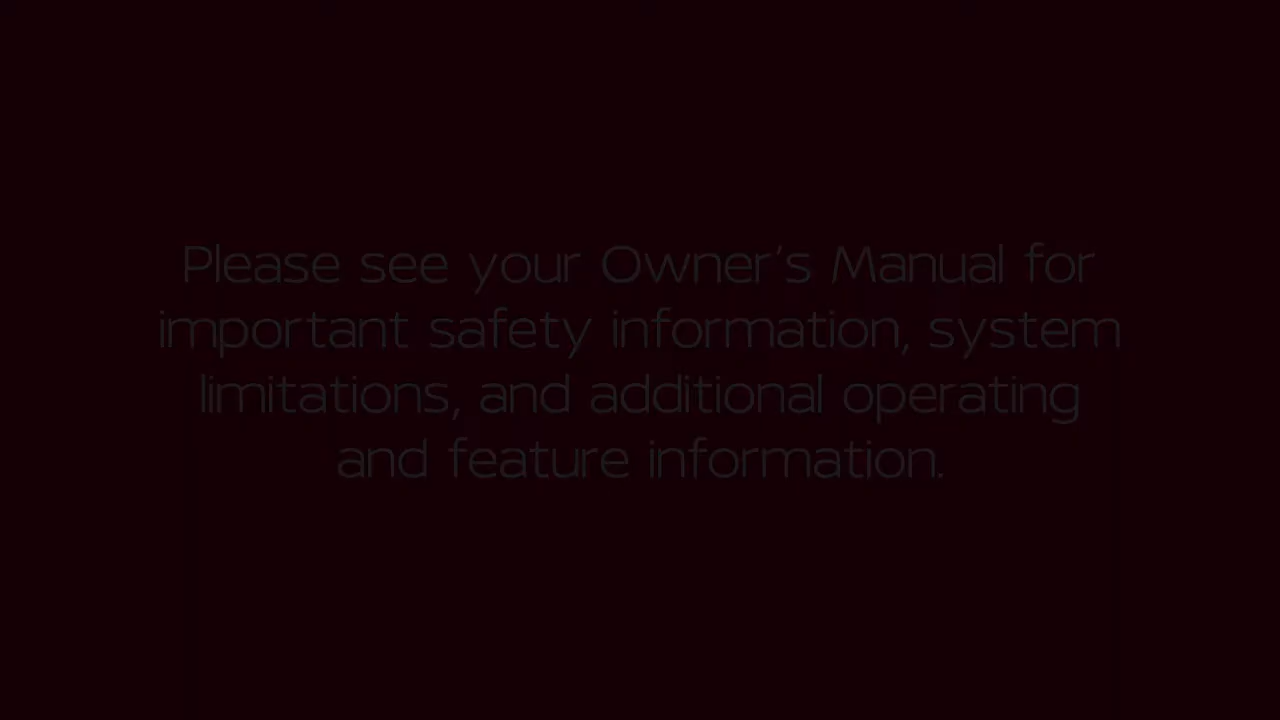 Please see your Owner's Manual for
important safety information, system
limitations, and additional operating
and feature information.